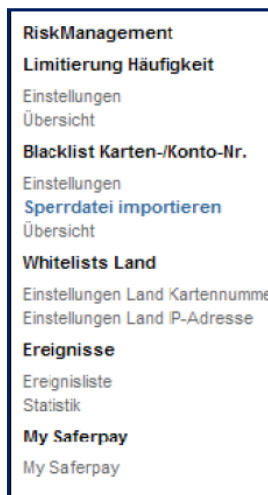 RiskManagement
Limitierung Häufigkeit
Einstellungen
Übersicht
Blacklist Karten-/Konto-Nr.
Einstellungen
Sperrdatei importieren
Übersicht
Whitelists Land
Einstellungen Land Kartennumme
Einstellungen Land IP-Adresse
Ereignisse
Ereignisliste
Statistik
My Saferpay
My Saferpay